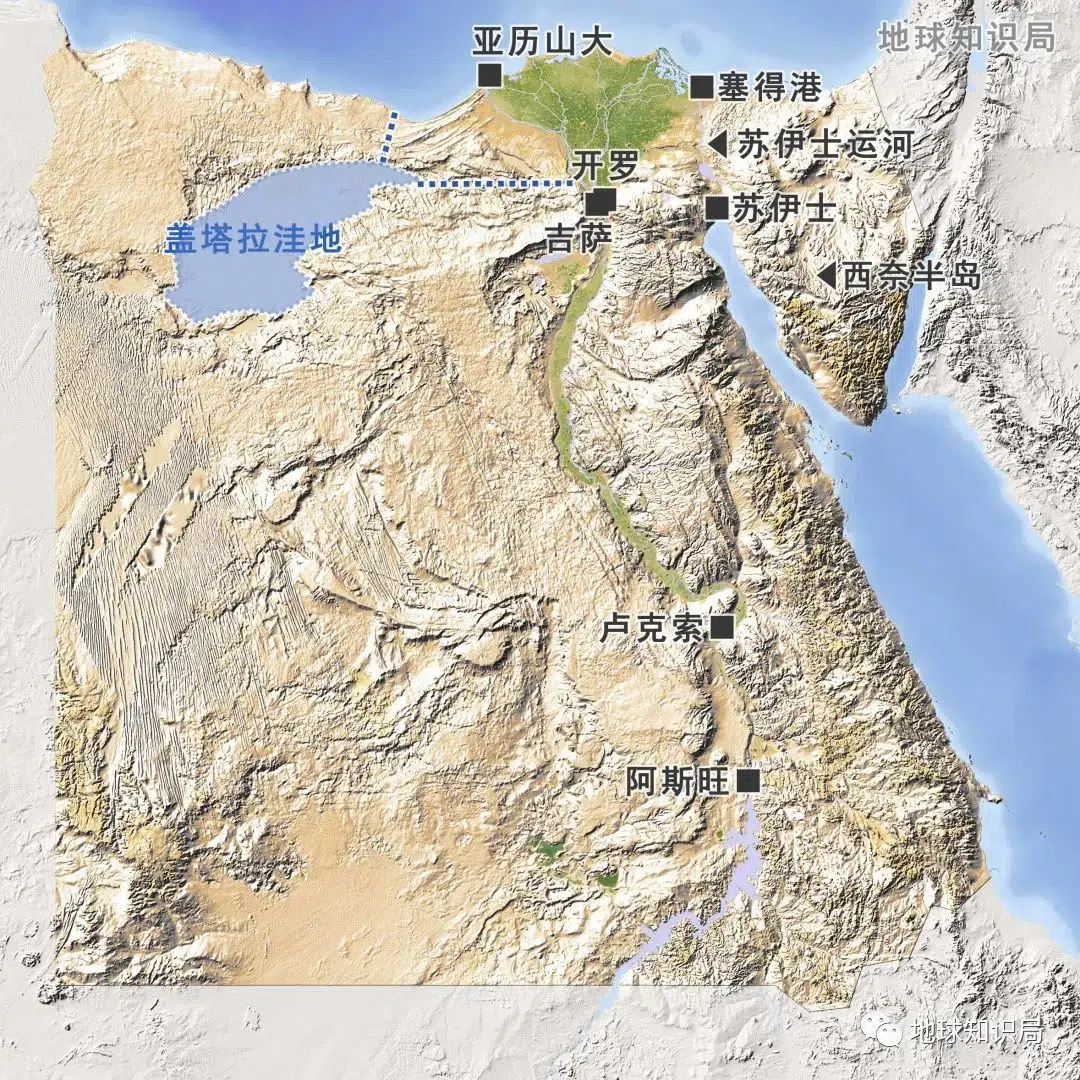 亚历山大
地球知识局
塞得港
苏伊士运河
开罗
苏伊士
吉萨
盖塔拉洼地
西奈半岛
卢克索
阿斯旺
地球知识局